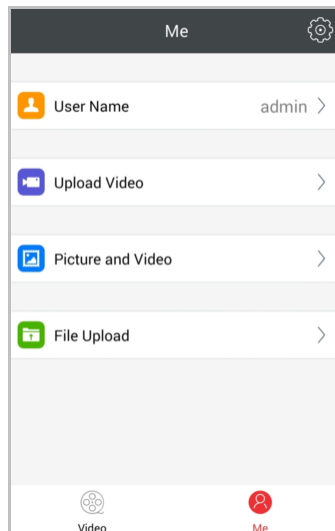 Me
User Name admin
Upload Video
Picture and Video
File Upload
Video Me